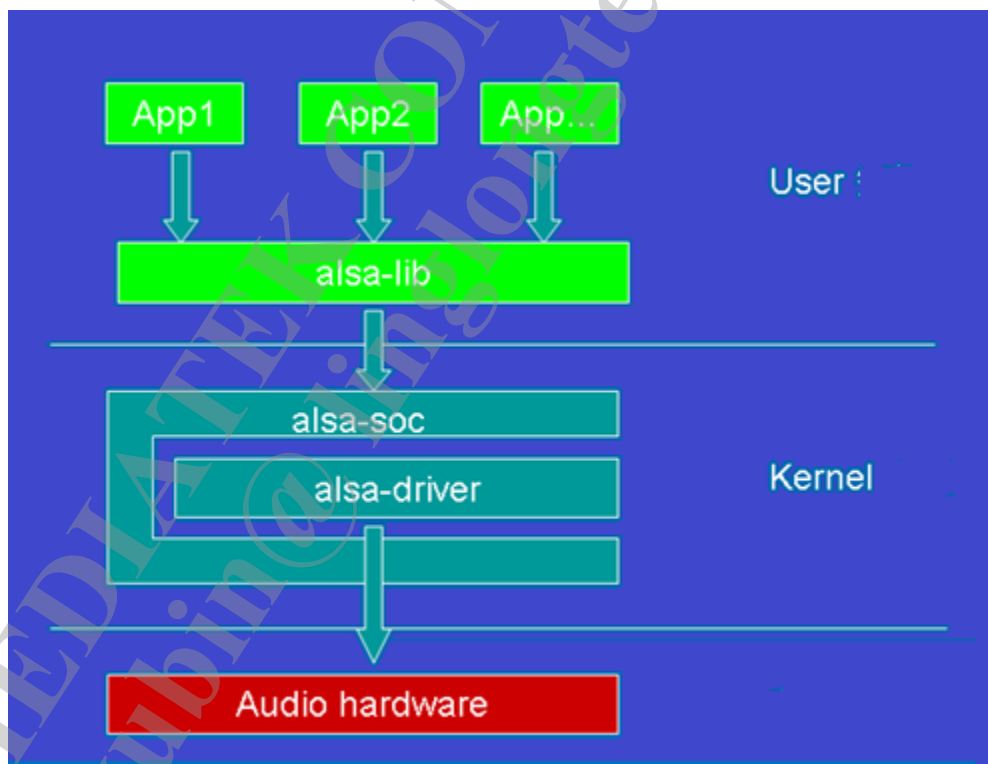 App1
App2
App...
User
alsa-lib
alsa-soc
alsa-driver
Kernel
Audio hardware